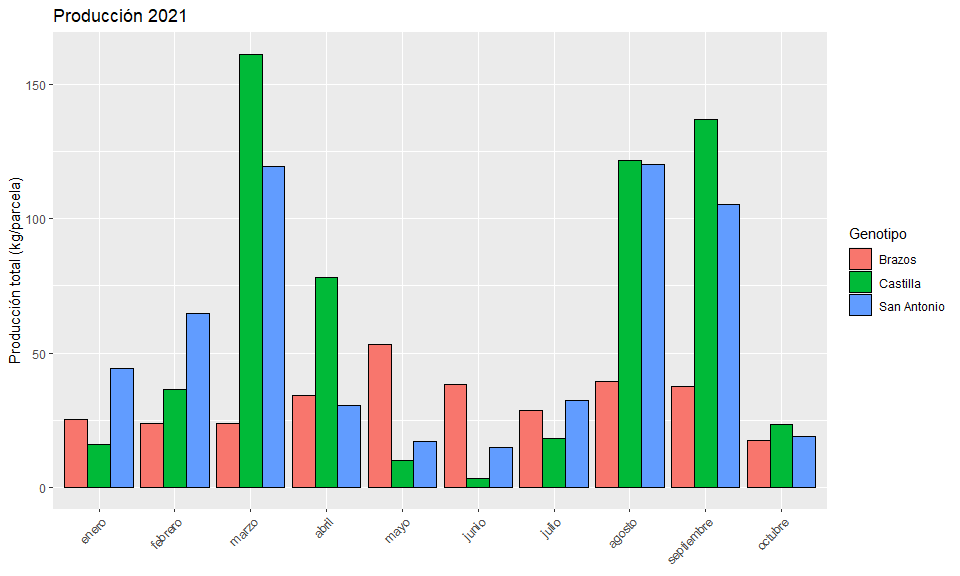 Producción 2021
Producción total (kg/parcela)
150
100
50
0
enero
febrero
marzo
abril
mayo
junio
julio
agosto
septiembre
octubre
Genotipo
Brazos
Castilla
San Antonio